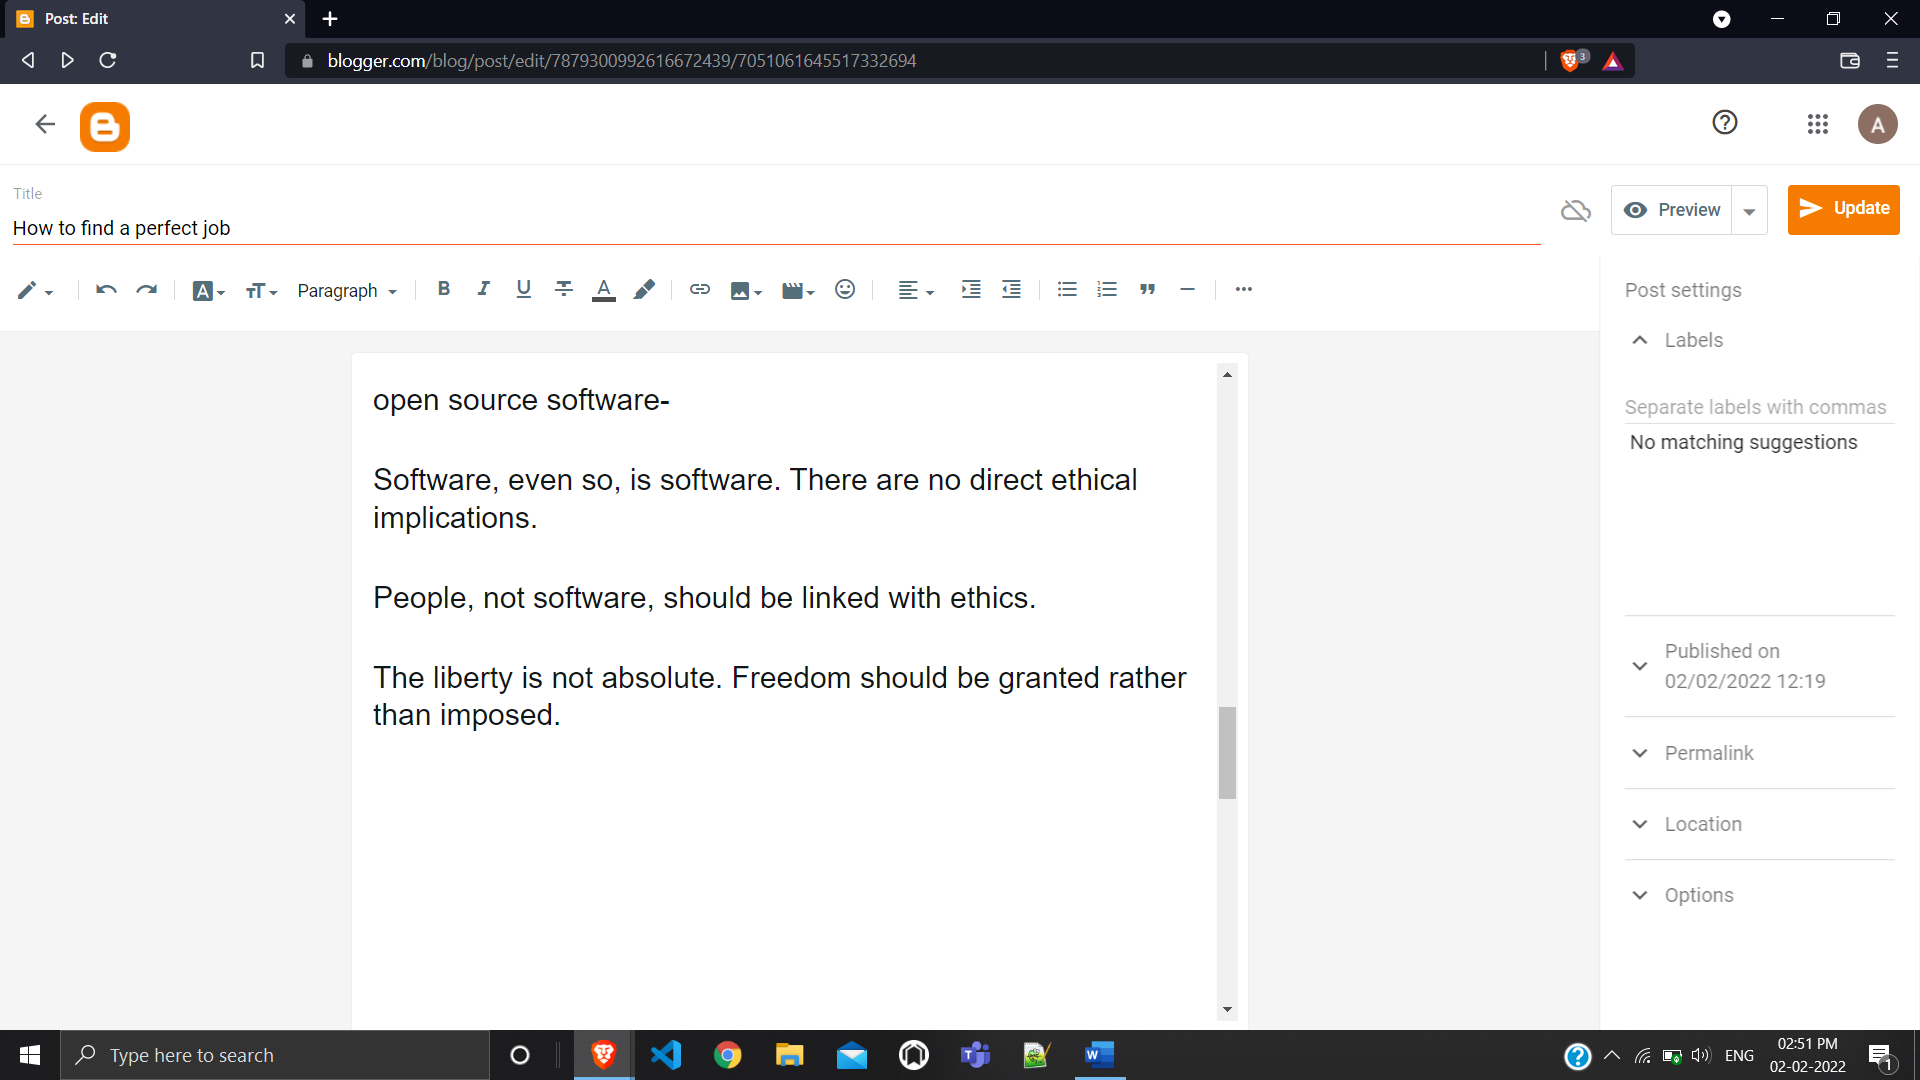 Post: Edit
blogger.com/blog/post/edit/7879300992616672439/7051061645517332694
3
A
Title
How to find a perfect job
Preview
Update
Paragraph
Post settings
Labels
Separate labels with commas
No matching suggestions
open source software-
Software, even so, is software. There are no direct ethical
implications.
People, not software, should be linked with ethics.
The liberty is not absolute. Freedom should be granted rather
than imposed.
Published on
02/02/2022 12:19
Permalink
Location
Options
Type here to search
ENG
02:51 PM
02-02-2022
1